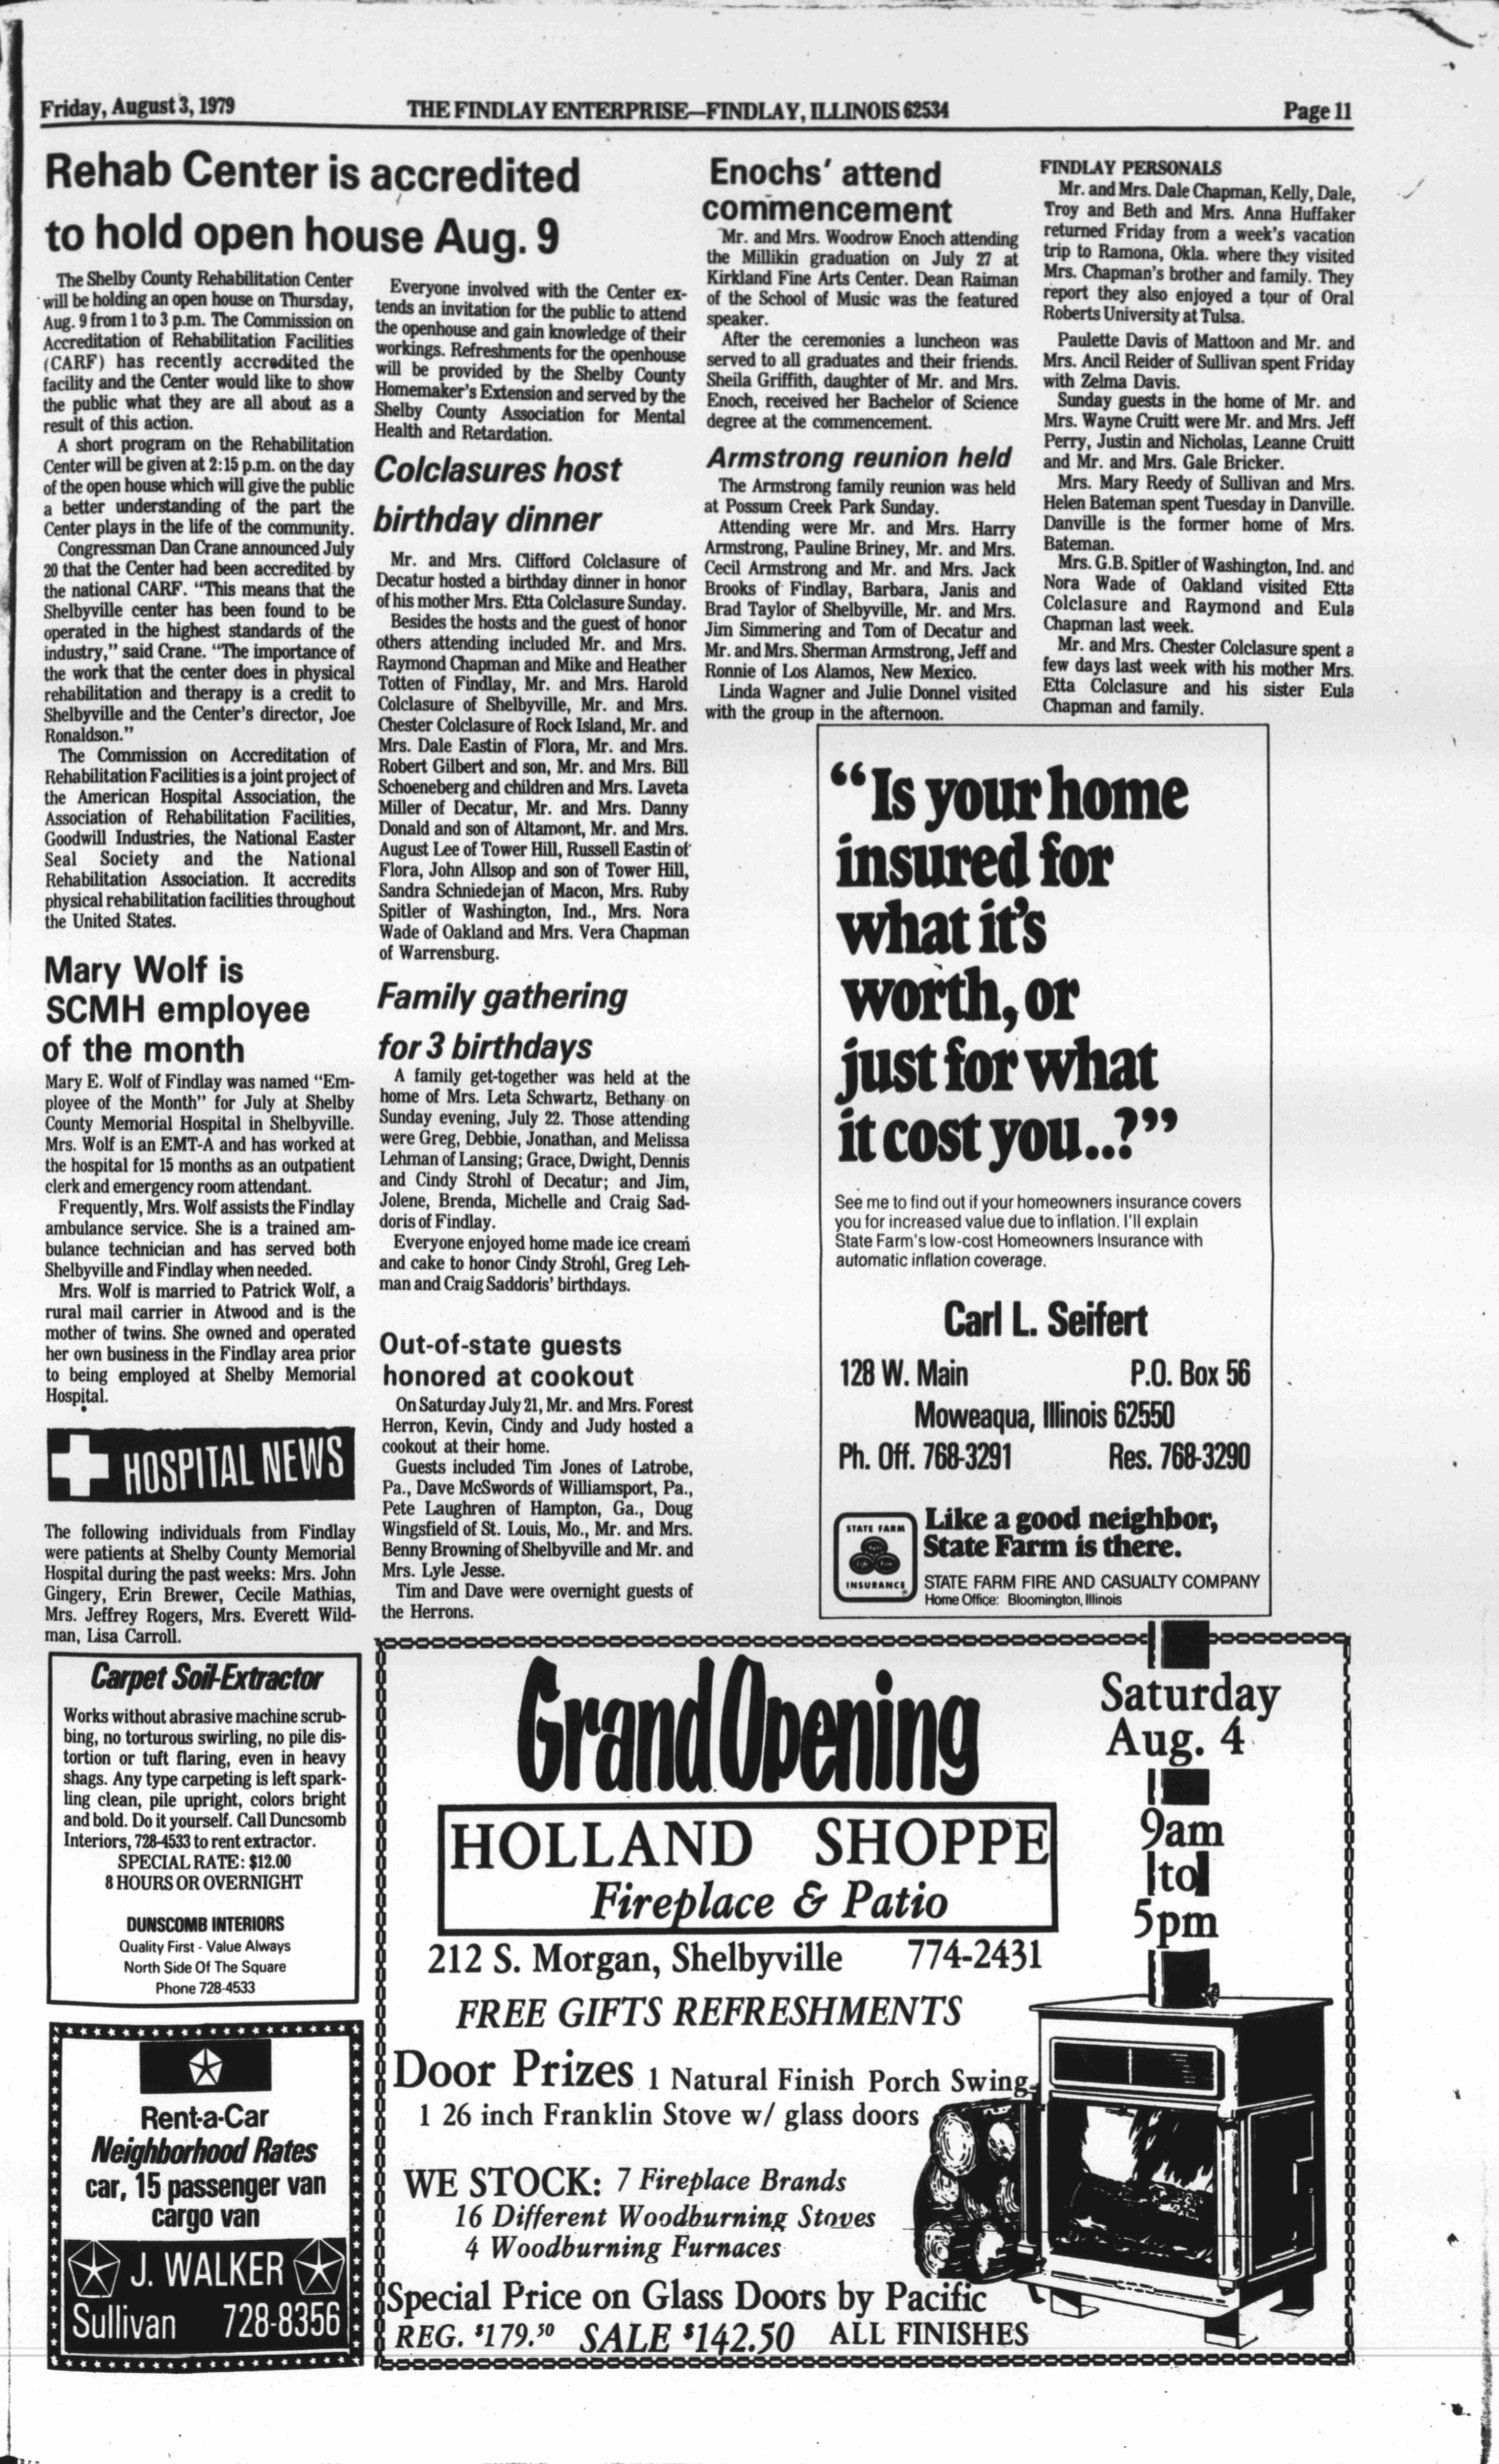 Friday, August 3, 1979
THE FINDLAY ENTERPRISE—FINDLAY, ILLINOIS 62534
Page 11
Rehab Center is accredited
to hold open house Aug. 9
The Shelby County Rehabilitation Center
will be holding an open house on Thursday,
Aug. 9 from 1 to 3 p.m. The Commission on
Accreditation of Rehabilitation Facilities
(CARF) has recently accredited the
facility and the Center would like to show
the public what they are all about as a
result of this action.
A short program on the Rehabilitation
Center will be given at 2:15 p.m. on the day
of the open house which will give the public
a better understanding of the part the
Center plays in the life of the community.
Congressman Dan Crane announced July
20 that the Center had been accredited by
the national CARF. "This means that the
Shelbyville center has been found to be
operated in the highest standards of the
industry," said Crane. "The importance of
the work that the center does in physical
rehabilitation and therapy is a credit to
Shelbyville and the Center's director, Joe
Ronaldson."
The Commission on Accreditation of
Rehabilitation Facilities is a joint project of
the American Hospital Association, the
Association of Rehabilitation Facilities,
Goodwill Industries, the National Easter
Seal Society and the National
Rehabilitation Association. It accredits
physical rehabilitation facilities throughout
the United States.
Everyone involved with the Center ex-
tends an invitation for the public to attend
the openhouse and gain knowledge of their
workings. Refreshments for the openhouse
will be provided by the Shelby County
Homemaker's Extension and served by the
Shelby County Association for Mental
Health and Retardation.
Mary Wolf is
SCMH employee
of the month
Mary E. Wolf of Findlay was named "Em-
ployee of the Month" for July at Shelby
County Memorial Hospital in Shelbyville.
Mrs. Wolf is an EMT-A and has worked at
the hospital for 15 months as an outpatient
clerk and emergency room attendant.
Frequently, Mrs. Wolf assists the Findlay
ambulance service. She is a trained am-
bulance technician and has served both
Shelbyville and Findlay when needed.
Mrs. Wolf is married to Patrick Wolf, a
rural mail carrier in Atwood and is the
mother of twins. She owned and operated
her own business in the Findlay area prior
to being employed at Shelby Memorial
Hospital.
HOSPITAL NEWS
The following individuals from Findlay
were patients at Shelby County Memorial
Hospital during the past weeks: Mrs. John
Gingery, Erin Brewer, Cecile Mathias,
Mrs. Jeffrey Rogers, Mrs. Everett Wild-
man, Lisa Carroll.
Carpet Soil-Extractor
Works without abrasive machine scrub-
bing, no torturous swirling, no pile dis-
tortion or tuft flaring, even in heavy
shags. Any type carpeting is left spark-
ling clean, pile upright, colors bright
and bold. Do it yourself. Call Duncsomb
Interiors, 728-4533 to rent extractor.
SPECIAL RATE: $12.00
8 HOURS OR OVERNIGHT
DUNSCOMB INTERIORS
Quality First - Value Always
North Side Of The Square
Phone 728-4533
Rent-a-Car
Neighborhood Rates
car, 15 passenger van
cargo van
J. WALKER
Sullivan 728-8356
Colclasures host
birthday dinner
Mr. and Mrs. Clifford Colclasure of
Decatur hosted a birthday dinner in honor
of his mother Mrs. Etta Colclasure Sunday.
Besides the hosts and the guest of honor
others attending included Mr. and Mrs.
Raymond Chapman and Mike and Heather
Totten of Findlay, Mr. and Mrs. Harold
Colclasure of Shelbyville, Mr. and Mrs.
Chester Colclasure of Rock Island, Mr. and
Mrs. Dale Eastin of Flora, Mr. and Mrs.
Robert Gilbert and son, Mr. and Mrs. Bill
Schoeneberg and children and Mrs. Laveta
Miller of Decatur, Mr. and Mrs. Danny
Donald and son of Altamont, Mr. and Mrs.
August Lee of Tower Hill, Russell Eastin of
Flora, John Allsop and son of Tower Hill,
Sandra Schniedejan of Macon, Mrs. Ruby
Spitler of Washington, Ind., Mrs. Nora
Wade of Oakland and Mrs. Vera Chapman
of Warrensburg.
Family gathering
for 3 birthdays
A family get-together was held at the
home of Mrs. Leta Schwartz, Bethany on
Sunday evening, July 22. Those attending
were Greg, Debbie, Jonathan, and Melissa
Lehman of Lansing; Grace, Dwight, Dennis
and Cindy Strohl of Decatur; and Jim,
Jolene, Brenda, Michelle and Craig Sad-
doris of Findlay.
Everyone enjoyed home made ice cream
and cake to honor Cindy Strohl, Greg Leh-
man and Craig Saddoris' birthdays.
Out-of-state guests
honored at cookout
On Saturday July 21, Mr. and Mrs. Forest
Herron, Kevin, Cindy and Judy hosted a
cookout at their home.
Guests included Tim Jones of Latrobe,
Pa., Dave McSwords of Williamsport, Pa.,
Pete Laughren of Hampton, Ga., Doug
Wingsfield of St. Louis, Mo., Mr. and Mrs.
Benny Browning of Shelbyville and Mr. and
Mrs. Lyle Jesse.
Tim and Dave were overnight guests of
the Herrons.
Enochs' attend
commencement
Mr. and Mrs. Woodrow Enoch attending
the Millikin graduation on July 27 at
Kirkland Fine Arts Center. Dean Raiman
of the School of Music was the featured
speaker.
After the ceremonies a luncheon was
served to all graduates and their friends.
Sheila Griffith, daughter of Mr. and Mrs.
Enoch, received her Bachelor of Science
degree at the commencement.
Armstrong reunion held
The Armstrong family reunion was held
at Possum Creek Park Sunday.
Attending were Mr. and Mrs. Harry
Armstrong, Pauline Briney, Mr. and Mrs.
Cecil Armstrong and Mr. and Mrs. Jack
Brooks of Findlay, Barbara, Janis and
Brad Taylor of Shelbyville, Mr. and Mrs.
Jim Simmering and Tom of Decatur and
Mr. and Mrs. Sherman Armstrong, Jeff and
Ronnie of Los Alamos, New Mexico.
Linda Wagner and Julie Donnel visited
with the group in the afternoon.
FINDLAY PERSONALS
Mr. and Mrs. Dale Chapman, Kelly, Dale,
Troy and Beth and Mrs. Anna Huffaker
returned Friday from a week's vacation
trip to Ramona, Okla. where they visited
Mrs. Chapman's brother and family. They
report they also enjoyed a tour of Oral
Roberts University at Tulsa.
Paulette Davis of Mattoon and Mr. and
Mrs. Ancil Reider of Sullivan spent Friday
with Zelma Davis.
Sunday guests in the home of Mr. and
Mrs. Wayne Cruitt were Mr. and Mrs. Jeff
Perry, Justin and Nicholas, Leanne Cruitt
and Mr. and Mrs. Gale Bricker.
Mrs. Mary Reedy of Sullivan and Mrs.
Helen Bateman spent Tuesday in Danville.
Danville is the former home of Mrs.
Bateman.
Mrs. G.B. Spitler of Washington, Ind. and
Nora Wade of Oakland visited Etta
Colclasure and Raymond and Eula
Chapman last week.
Mr. and Mrs. Chester Colclasure spent a
few days last week with his mother Mrs.
Etta Colclasure and his sister Eula
Chapman and family.
"Is your home
insured for
what it's
worth, or
just for what
it cost you..?"
See me to find out if your homeowners insurance covers
you for increased value due to inflation. I'll explain
State Farm's low-cost Homeowners Insurance with
automatic inflation coverage.
Carl L. Seifert
128 W. Main P.O. Box 56
Moweaqua, Illinois 62550
Ph. Off. 768-3291 Res. 768-3290
STATE FARM
INSURANCE
Like a good neighbor,
State Farm is there.
STATE FARM FIRE AND CASUALTY COMPANY
Home Office: Bloomington, Illinois
Grand Opening
HOLLAND SHOPPE
Fireplace & Patio
212 S. Morgan, Shelbyville 774-2431
FREE GIFTS REFRESHMENTS
Door Prizes 1 Natural Finish Porch Swing
1 26 inch Franklin Stove w/ glass doors
WE STOCK: 7 Fireplace Brands
16 Different Woodburning Stoves
4 Woodburning Furnaces
Special Price on Glass Doors by Pacific
REG. $179.50 SALE $142.50 ALL FINISHES
Saturday
Aug. 4
9am
to
5pm